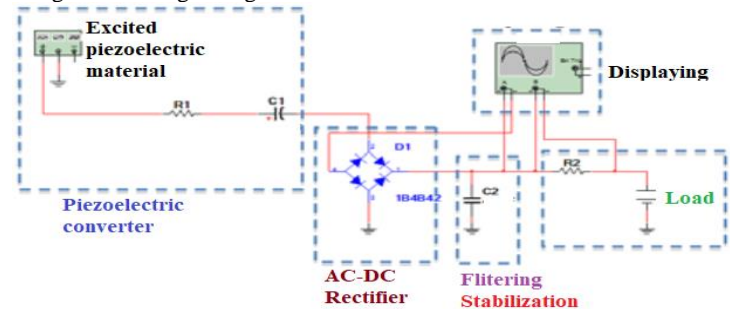 Excited
piezoelectric
material
R1
C1
Displaying
D1
1B4B42
C2
R2
Load
Piezoelectric
converter
AC-DC
Rectifier
Flitering
Stabilization